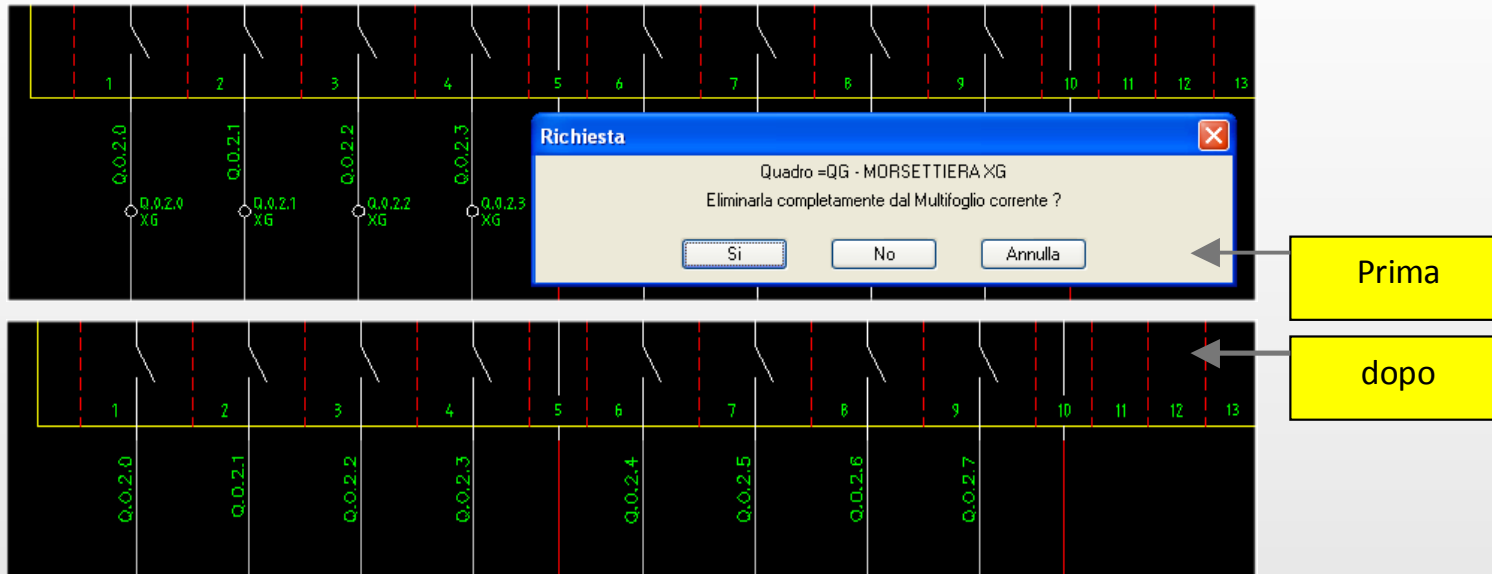 1 2 3 4 5 6 7 8 9 10 11 12 13
Q.0.2.0 Q.0.2.1 Q.0.2.2 Q.0.2.3
Q.0.2.0 Q.0.2.1 Q.0.2.2 Q.0.2.3
XG XG XG XG
Richiesta
Quadro =QG - MORSETTIERA XG
Eliminarla completamente dal Multifoglio corrente ?
Si No Annulla
Prima
1 2 3 4 5 6 7 8 9 10 11 12 13
dopo
Q.0.2.0 Q.0.2.1 Q.0.2.2 Q.0.2.3 Q.0.2.4 Q.0.2.5 Q.0.2.6 Q.0.2.7